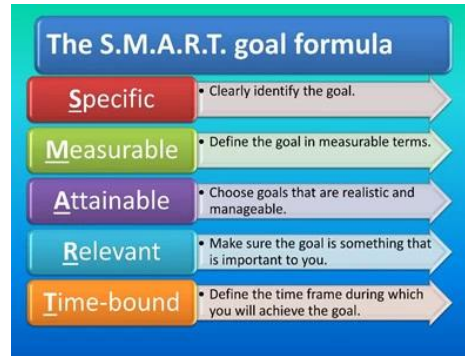 The S.M.A.R.T. goal formula
Specific
• Clearly identify the goal.
Measurable
• Define the goal in measurable terms.
Attainable
• Choose goals that are realistic and
manageable.
Relevant
• Make sure the goal is something that
is important to you.
Time-bound
• Define the time frame during which
you will achieve the goal.